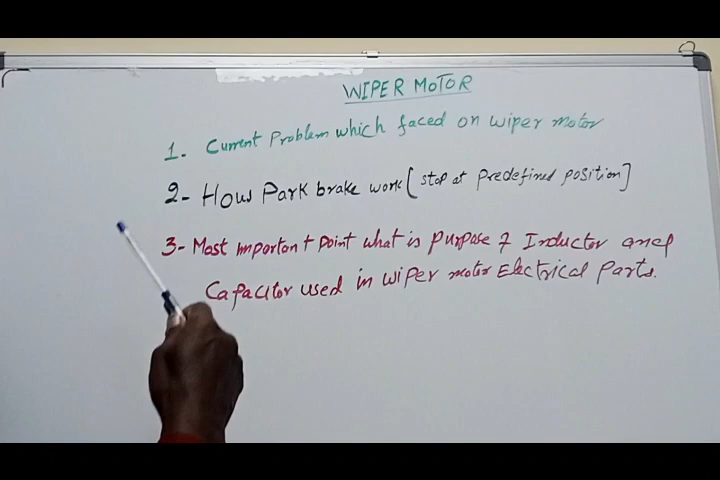 WIPER MOTOR
1. Current Problem which faced on wiper motor
2- How Park brake work [stop at predefined position]
3- Most important point what is purpose of Inductor and
Capacitor used in wiper motor Electrical Parts.